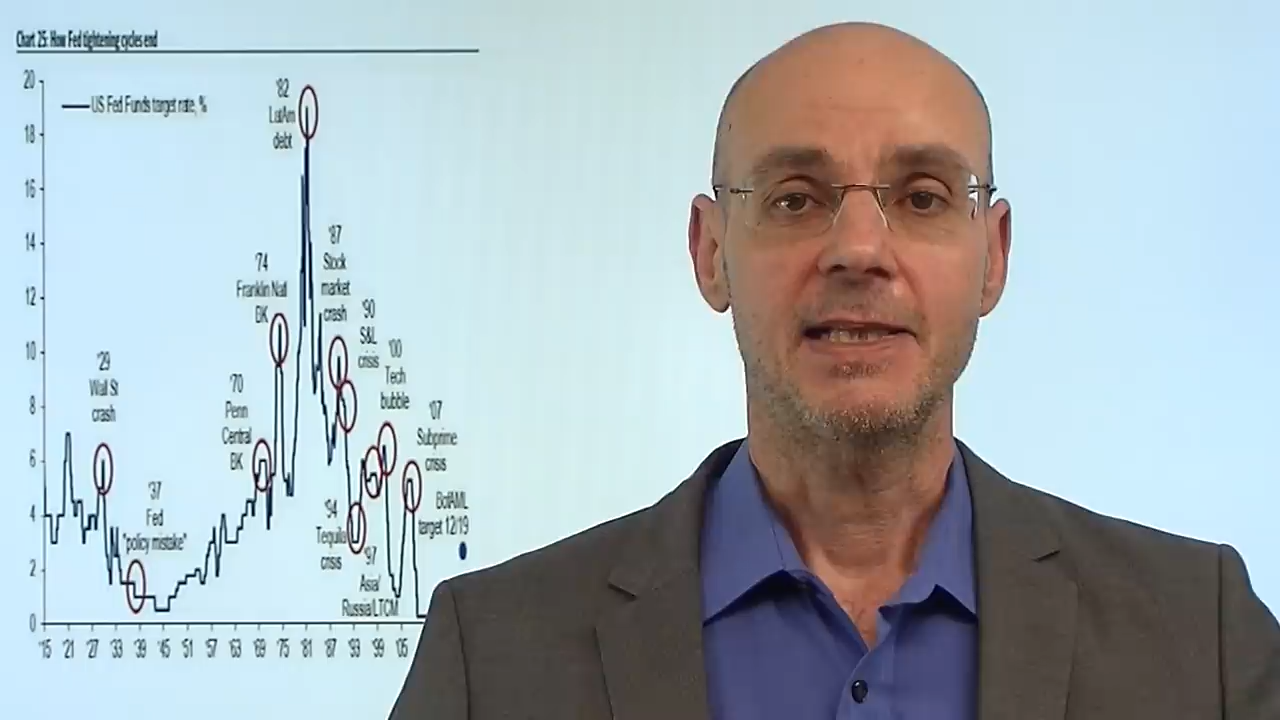 Chart 25: How Fed tightening cycles end
20
18
16
14
12
10
8
6
4
2
0
US Fed Funds target rate, %
'29
Wall St
crash
'37
Fed
"policy mistake"
'70
Penn
Central
BK
'74
Franklin Natl
BK
'82
LatAm
debt
'87
Stock
market
crash
'90
S&L
crisis
'94
Tequila
crisis
'97
Asia/
Russia/LTCM
'00
Tech
bubble
'07
Subprime
crisis
BofAML
target 12/19
'15 '21 '27 '33 '39 '45 '51 '57 '63 '69 '75 '81 '87 '93 '99 '05